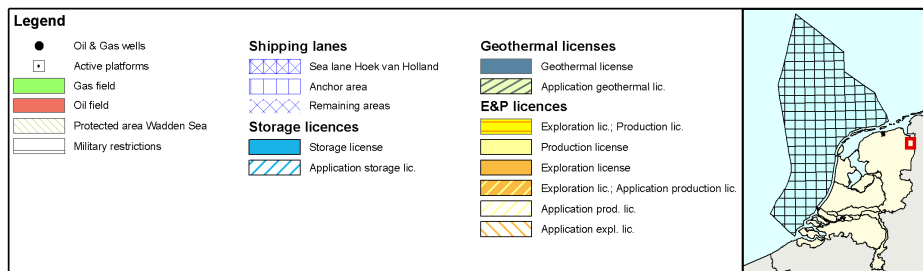 Legend
Oil & Gas wells
Active platforms
Gas field
Oil field
Protected area Wadden Sea
Military restrictions
Shipping lanes
Sea lane Hoek van Holland
Anchor area
Remaining areas
Storage licences
Storage license
Application storage lic.
Geothermal licenses
Geothermal license
Application geothermal lic.
E&P licences
Exploration lic.; Production lic.
Production license
Exploration license
Exploration lic.; Application production lic.
Application prod. lic.
Application expl. lic.